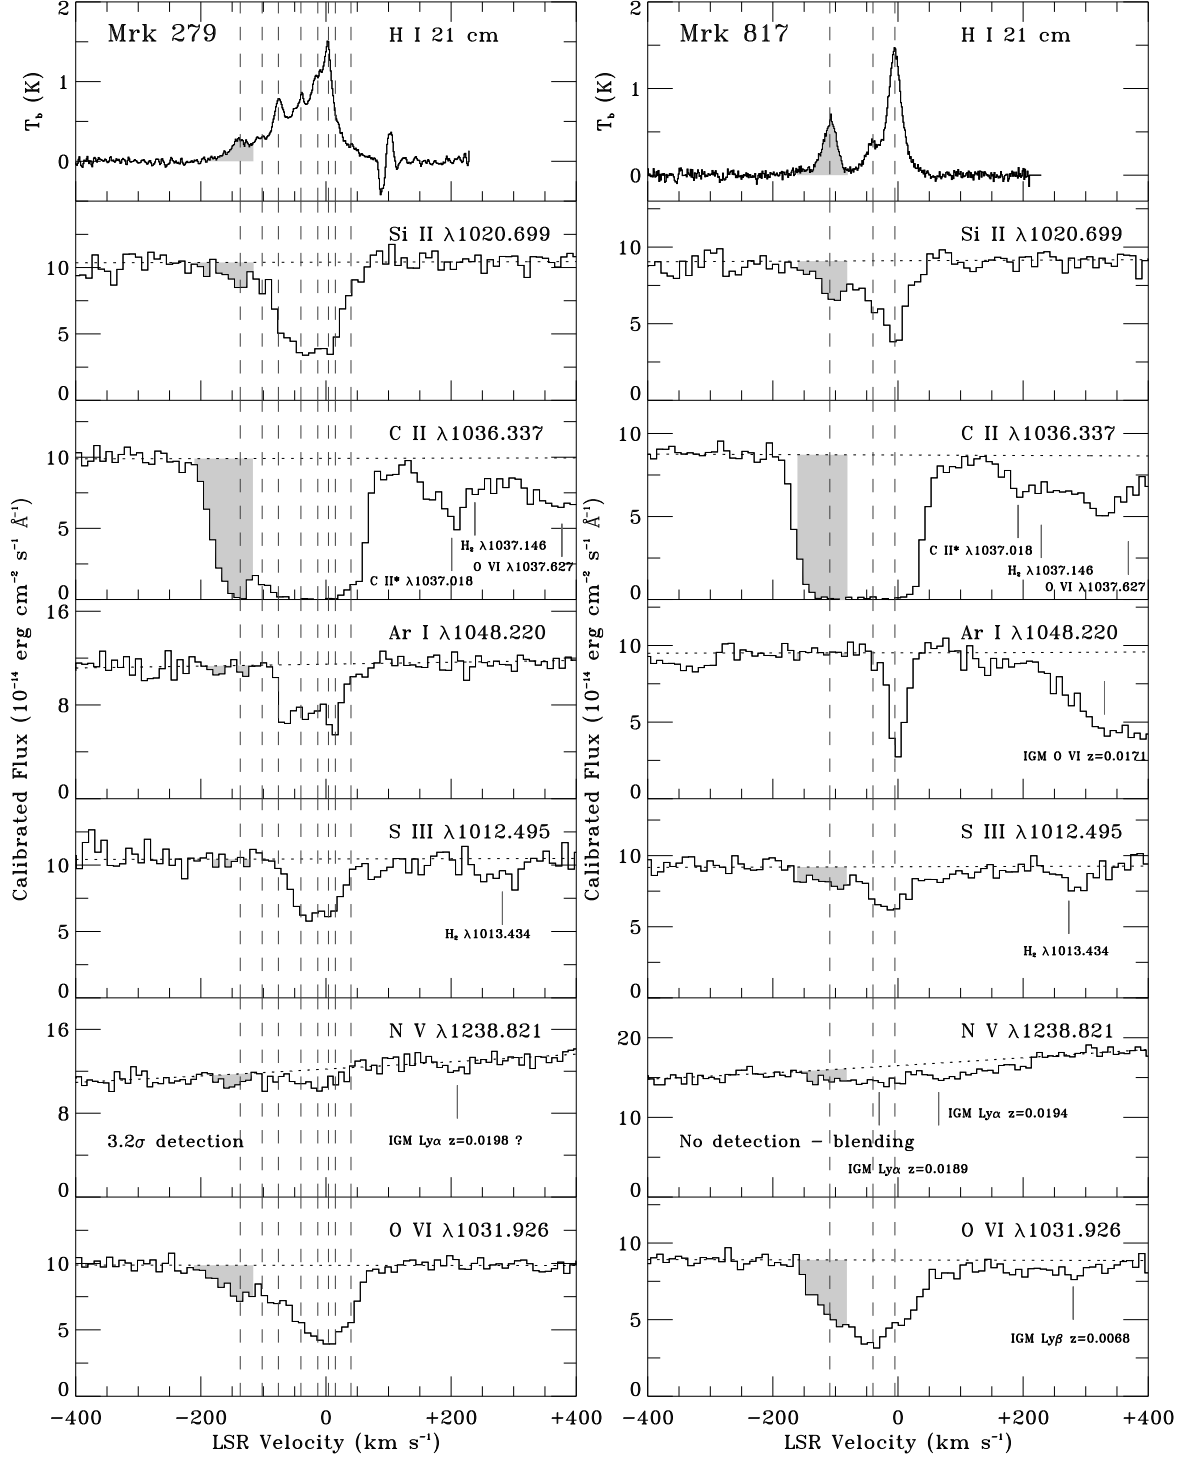 Mrk 279
H I 21 cm
2
1
0
T_b (K)
Si II λ1020.699
10
5
0
C II λ1036.337
10
5
0
H₂ λ1037.146
O VI λ1037.627
C II* λ1037.018
Ar I λ1048.220
16
8
0
S III λ1012.495
10
5
0
H₂ λ1013.434
N V λ1238.821
16
8
0
3.2σ detection
IGM Lyα z=0.0198 ?
O VI λ1031.926
10
5
0
-400 -200 0 +200 +400
LSR Velocity (km s⁻¹)
Calibrated Flux (10⁻¹⁴ erg cm⁻² s⁻¹ Å⁻¹)
Mrk 817
H I 21 cm
2
1
0
T_b (K)
Si II λ1020.699
10
5
0
C II λ1036.337
10
5
0
C II* λ1037.018
H₂ λ1037.146
O VI λ1037.627
Ar I λ1048.220
10
5
0
IGM O VI z=0.0171
S III λ1012.495
10
5
0
H₂ λ1013.434
N V λ1238.821
20
10
0
IGM Lyα z=0.0194
No detection – blending
IGM Lyα z=0.0189
O VI λ1031.926
10
5
0
IGM Lyβ z=0.0068
-400 -200 0 +200 +400
LSR Velocity (km s⁻¹)
Calibrated Flux (10⁻¹⁴ erg cm⁻² s⁻¹ Å⁻¹)